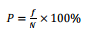 P = f/N × 100%